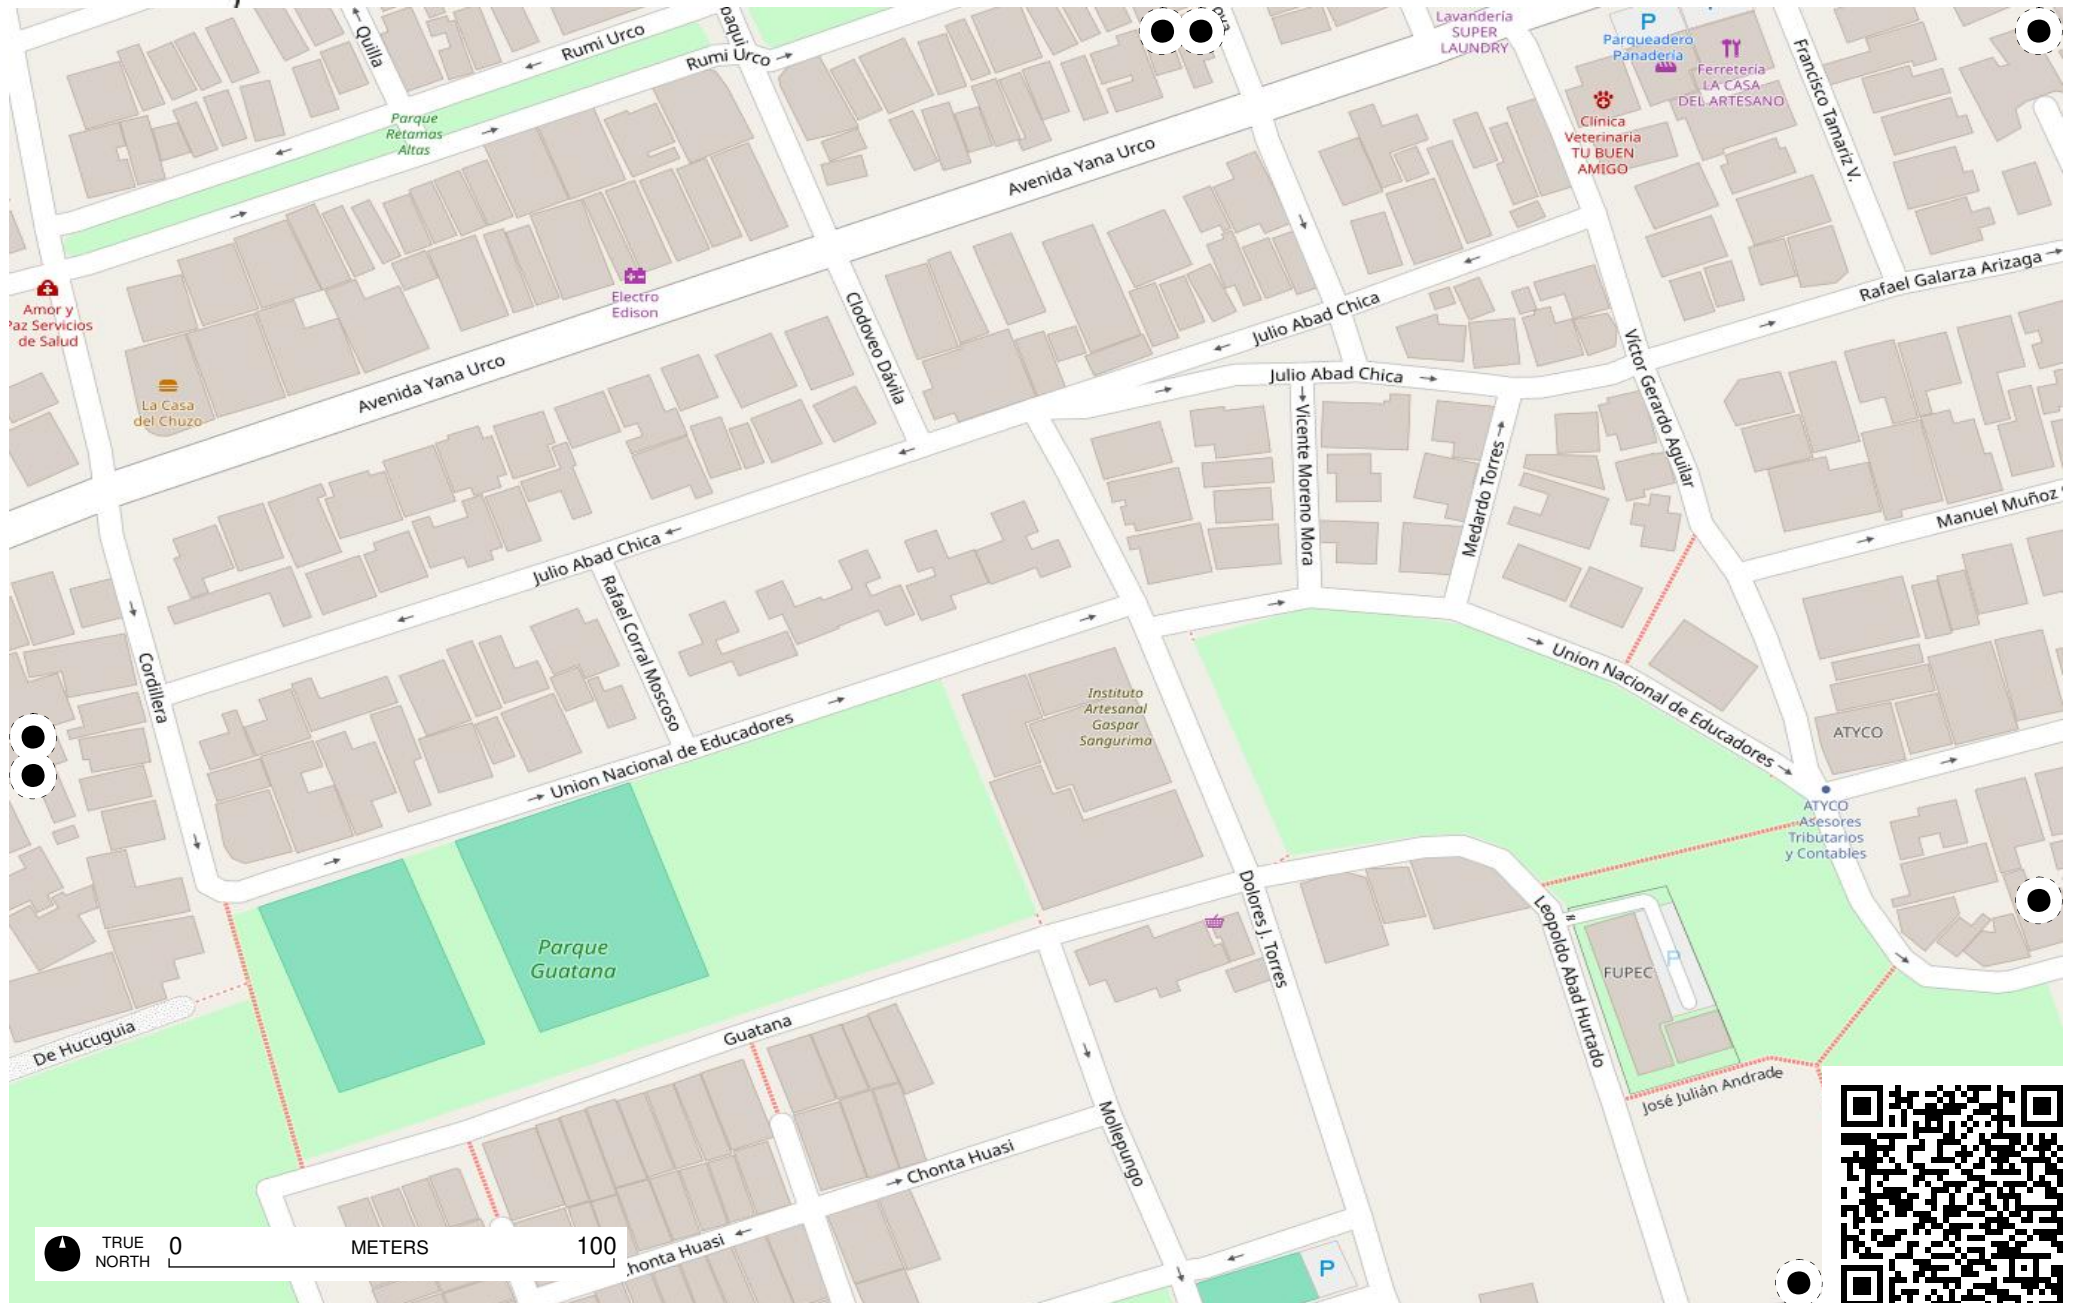 Quilla
Rumi Urco
Rumi Urco
Lavandería
SUPER
LAUNDRY
P
Parqueadero
Panadería
Ferretería
LA CASA
DEL ARTESANO
Francisco Tamariz V.
Parque
Retamas
Altas
Clínica
Veterinaria
TU BUEN
AMIGO
Avenida Yana Urco
Rafael Galarza Arizaga
Amor y
Paz Servicios
de Salud
Electro
Edison
Clodoveo Dávila
Julio Abad Chica
Víctor Gerardo Aguilar
La Casa
del Chuzo
Avenida Yana Urco
Julio Abad Chica
Vicente Moreno Mora
Medardo Torres
Manuel Muñoz
Julio Abad Chica
Rafael Corral Moscoso
Cordillera
Union Nacional de Educadores
Instituto
Artesanal
Gaspar
Sangurima
Union Nacional de Educadores
ATYCO
ATYCO
Asesores
Tributarios
y Contables
Dolores J. Torres
Leopoldo Abad Hurtado
Parque
Guatana
FUPEC
P
De Hucuguia
Guatana
José Julián Andrade
Mollepungo
Chonta Huasi
Chonta Huasi
P
TRUE
NORTH
0 METERS 100